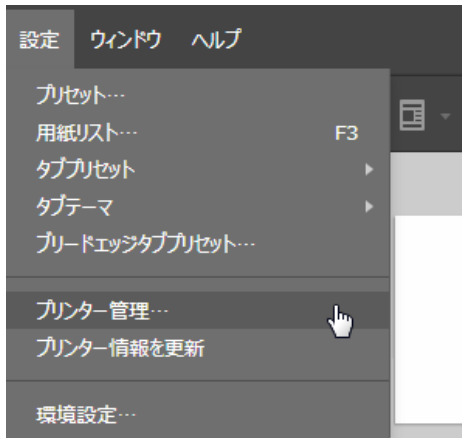 設定 ウィンドウ ヘルプ
プリセット…
用紙リスト… F3
タブプリセット
タブテーマ
ブリードエッジタブプリセット…
プリンター管理…
プリンター情報を更新
環境設定…